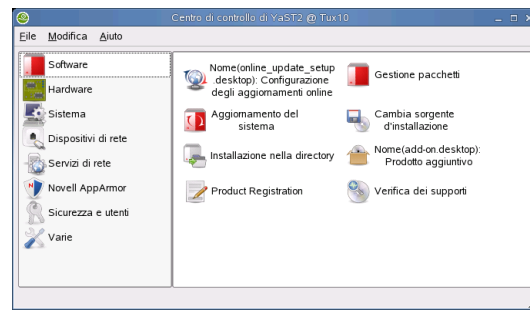 Centro di controllo di YaST2 @ Tux10
File Modifica Aiuto
Software
Hardware
Sistema
Dispositivi di rete
Servizi di rete
Novell AppArmor
Sicurezza e utenti
Varie
Nome(online_update_setup
.desktop): Configurazione
degli aggiornamenti online
Gestione pacchetti
Aggiornamento del
sistema
Cambia sorgente
d'installazione
Installazione nella directory
Nome(add-on.desktop):
Prodotto aggiuntivo
Product Registration
Verifica dei supporti